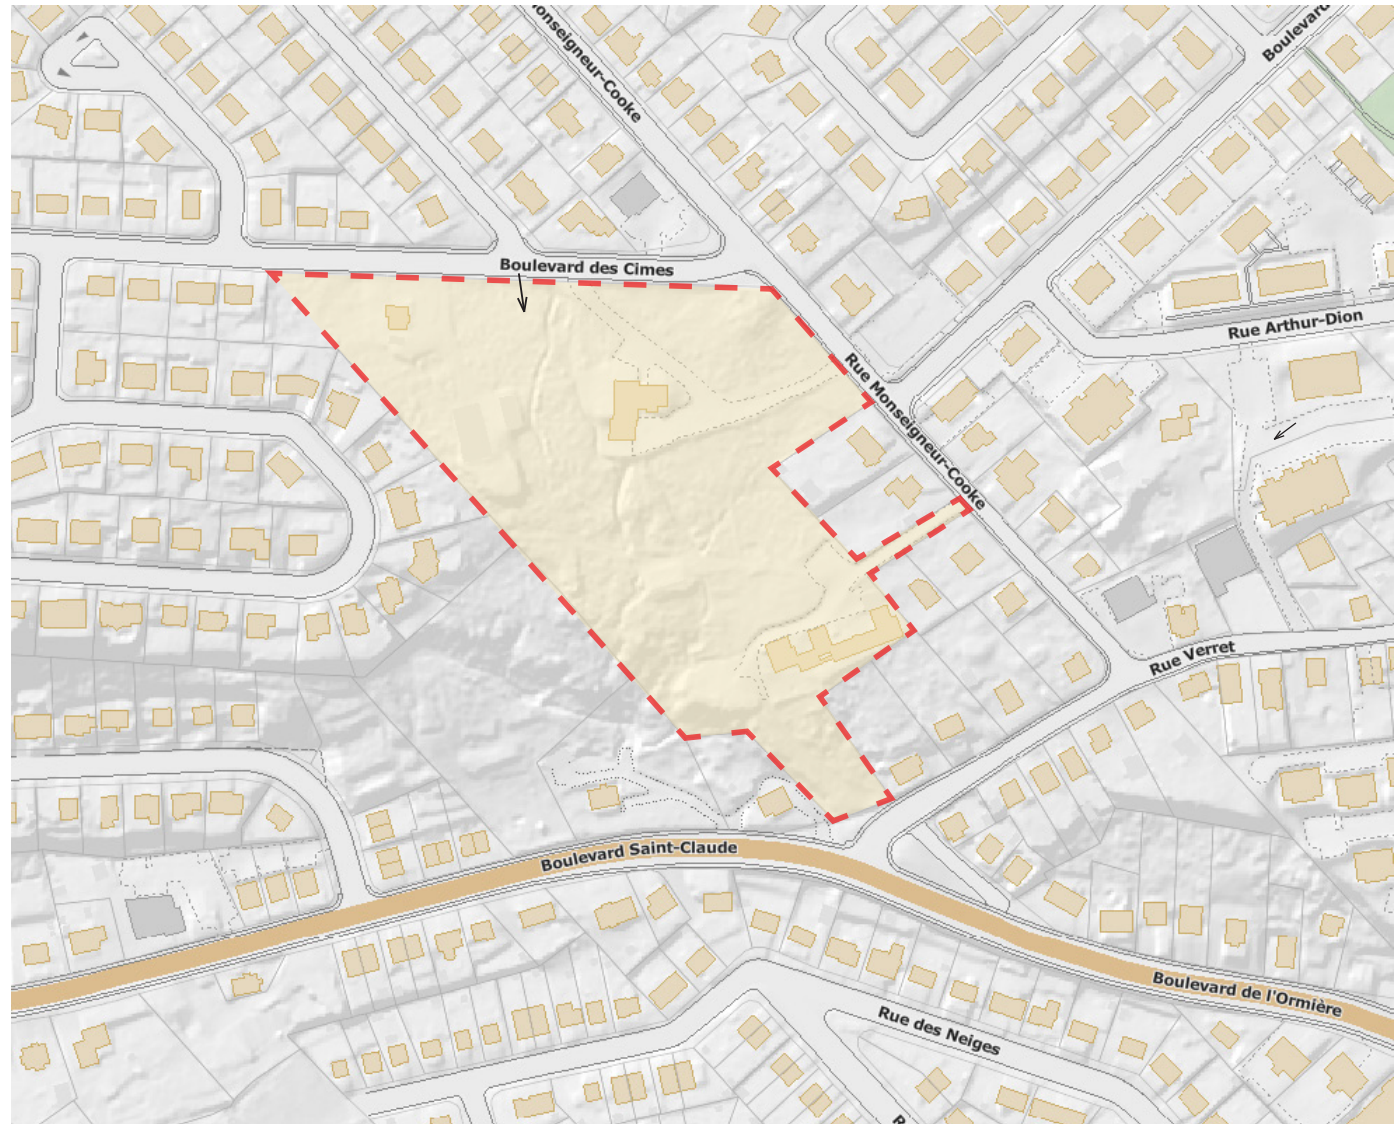 Monseigneur-Cooke
Boulevard
Boulevard des Cimes
Rue Arthur-Dion
Rue Monseigneur-Cooke
Rue Verret
Boulevard Saint-Claude
Boulevard de l'Ormière
Rue des Neiges
R